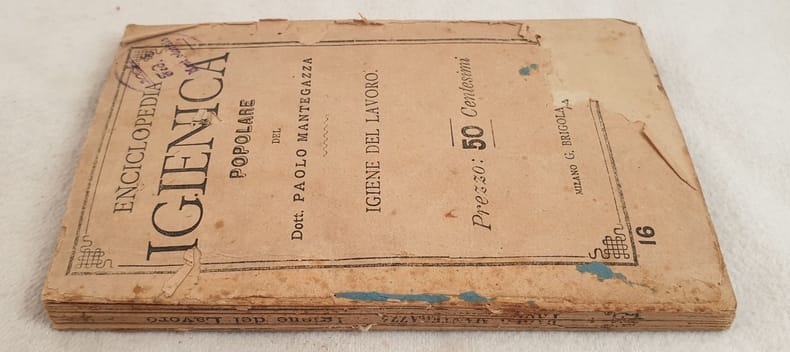 ENCICLOPEDIA
IGIENICA
POPOLARE
DEL
Dott. PAOLO MANTEGAZZA
IGIENE DEL LAVORO.
Prezzo: 50 Centesimi
MILANO G. BRIGOLA
16
MANTEGAZZA
Igiene del Lavoro